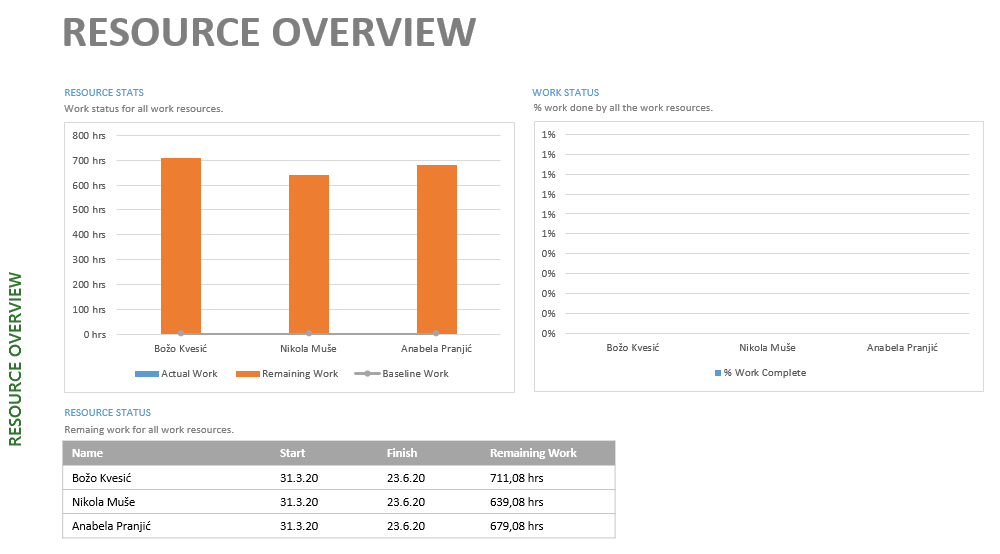 RESOURCE OVERVIEW
RESOURCE OVERVIEW
RESOURCE STATS
Work status for all work resources.
800 hrs
700 hrs
600 hrs
500 hrs
400 hrs
300 hrs
200 hrs
100 hrs
0 hrs
Božo Kvesić Nikola Muše Anabela Pranjić
Actual Work Remaining Work Baseline Work
WORK STATUS
% work done by all the work resources.
1%
1%
1%
1%
1%
1%
0%
0%
0%
0%
0%
Božo Kvesić Nikola Muše Anabela Pranjić
% Work Complete
RESOURCE STATUS
Remaing work for all work resources.
Name Start Finish Remaining Work
Božo Kvesić 31.3.20 23.6.20 711,08 hrs
Nikola Muše 31.3.20 23.6.20 639,08 hrs
Anabela Pranjić 31.3.20 23.6.20 679,08 hrs